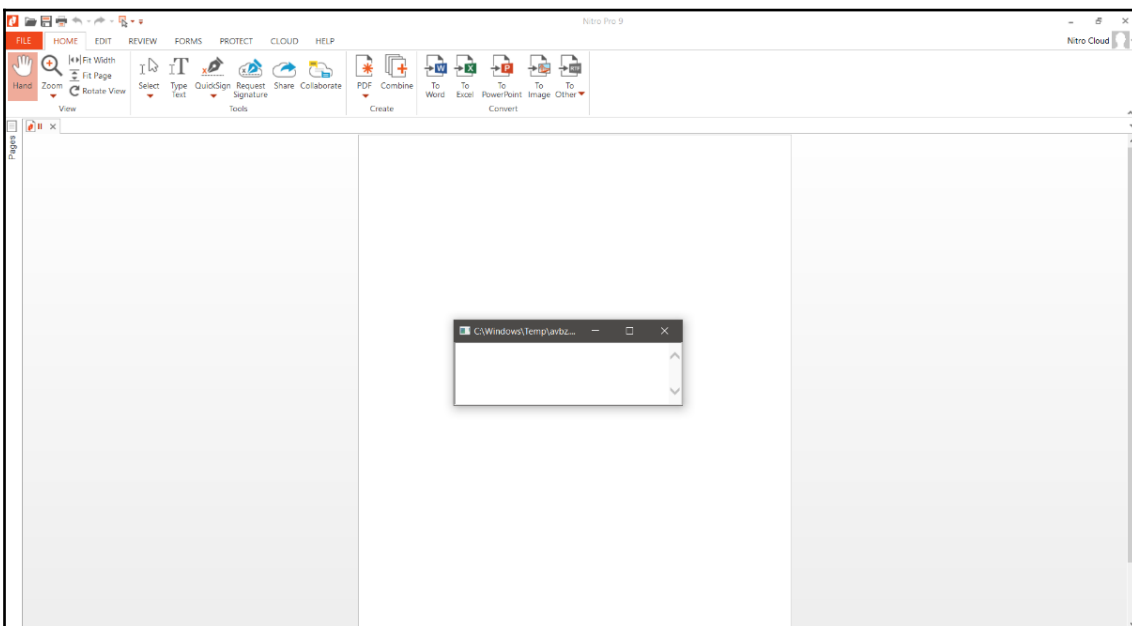 Nitro Pro 9
FILE HOME EDIT REVIEW FORMS PROTECT CLOUD HELP
Nitro Cloud
Hand
Zoom
Fit Width
Fit Page
Rotate View
View
Select
Type Text
QuickSign
Request Signature
Share
Collaborate
Tools
PDF
Combine
Create
To Word
To Excel
To PowerPoint
To Image
To Other
Convert
Pages
C:\Windows\Temp\avbz...